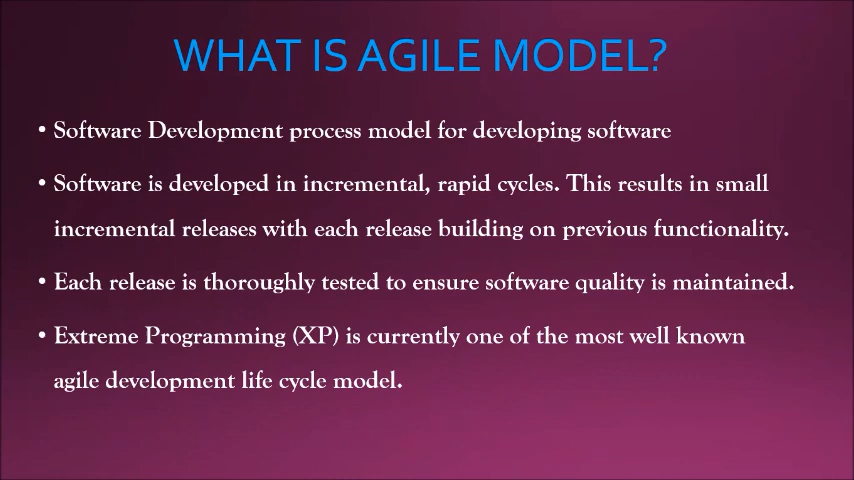 WHAT IS AGILE MODEL?
• Software Development process model for developing software
• Software is developed in incremental, rapid cycles. This results in small
incremental releases with each release building on previous functionality.
• Each release is thoroughly tested to ensure software quality is maintained.
• Extreme Programming (XP) is currently one of the most well known
agile development life cycle model.